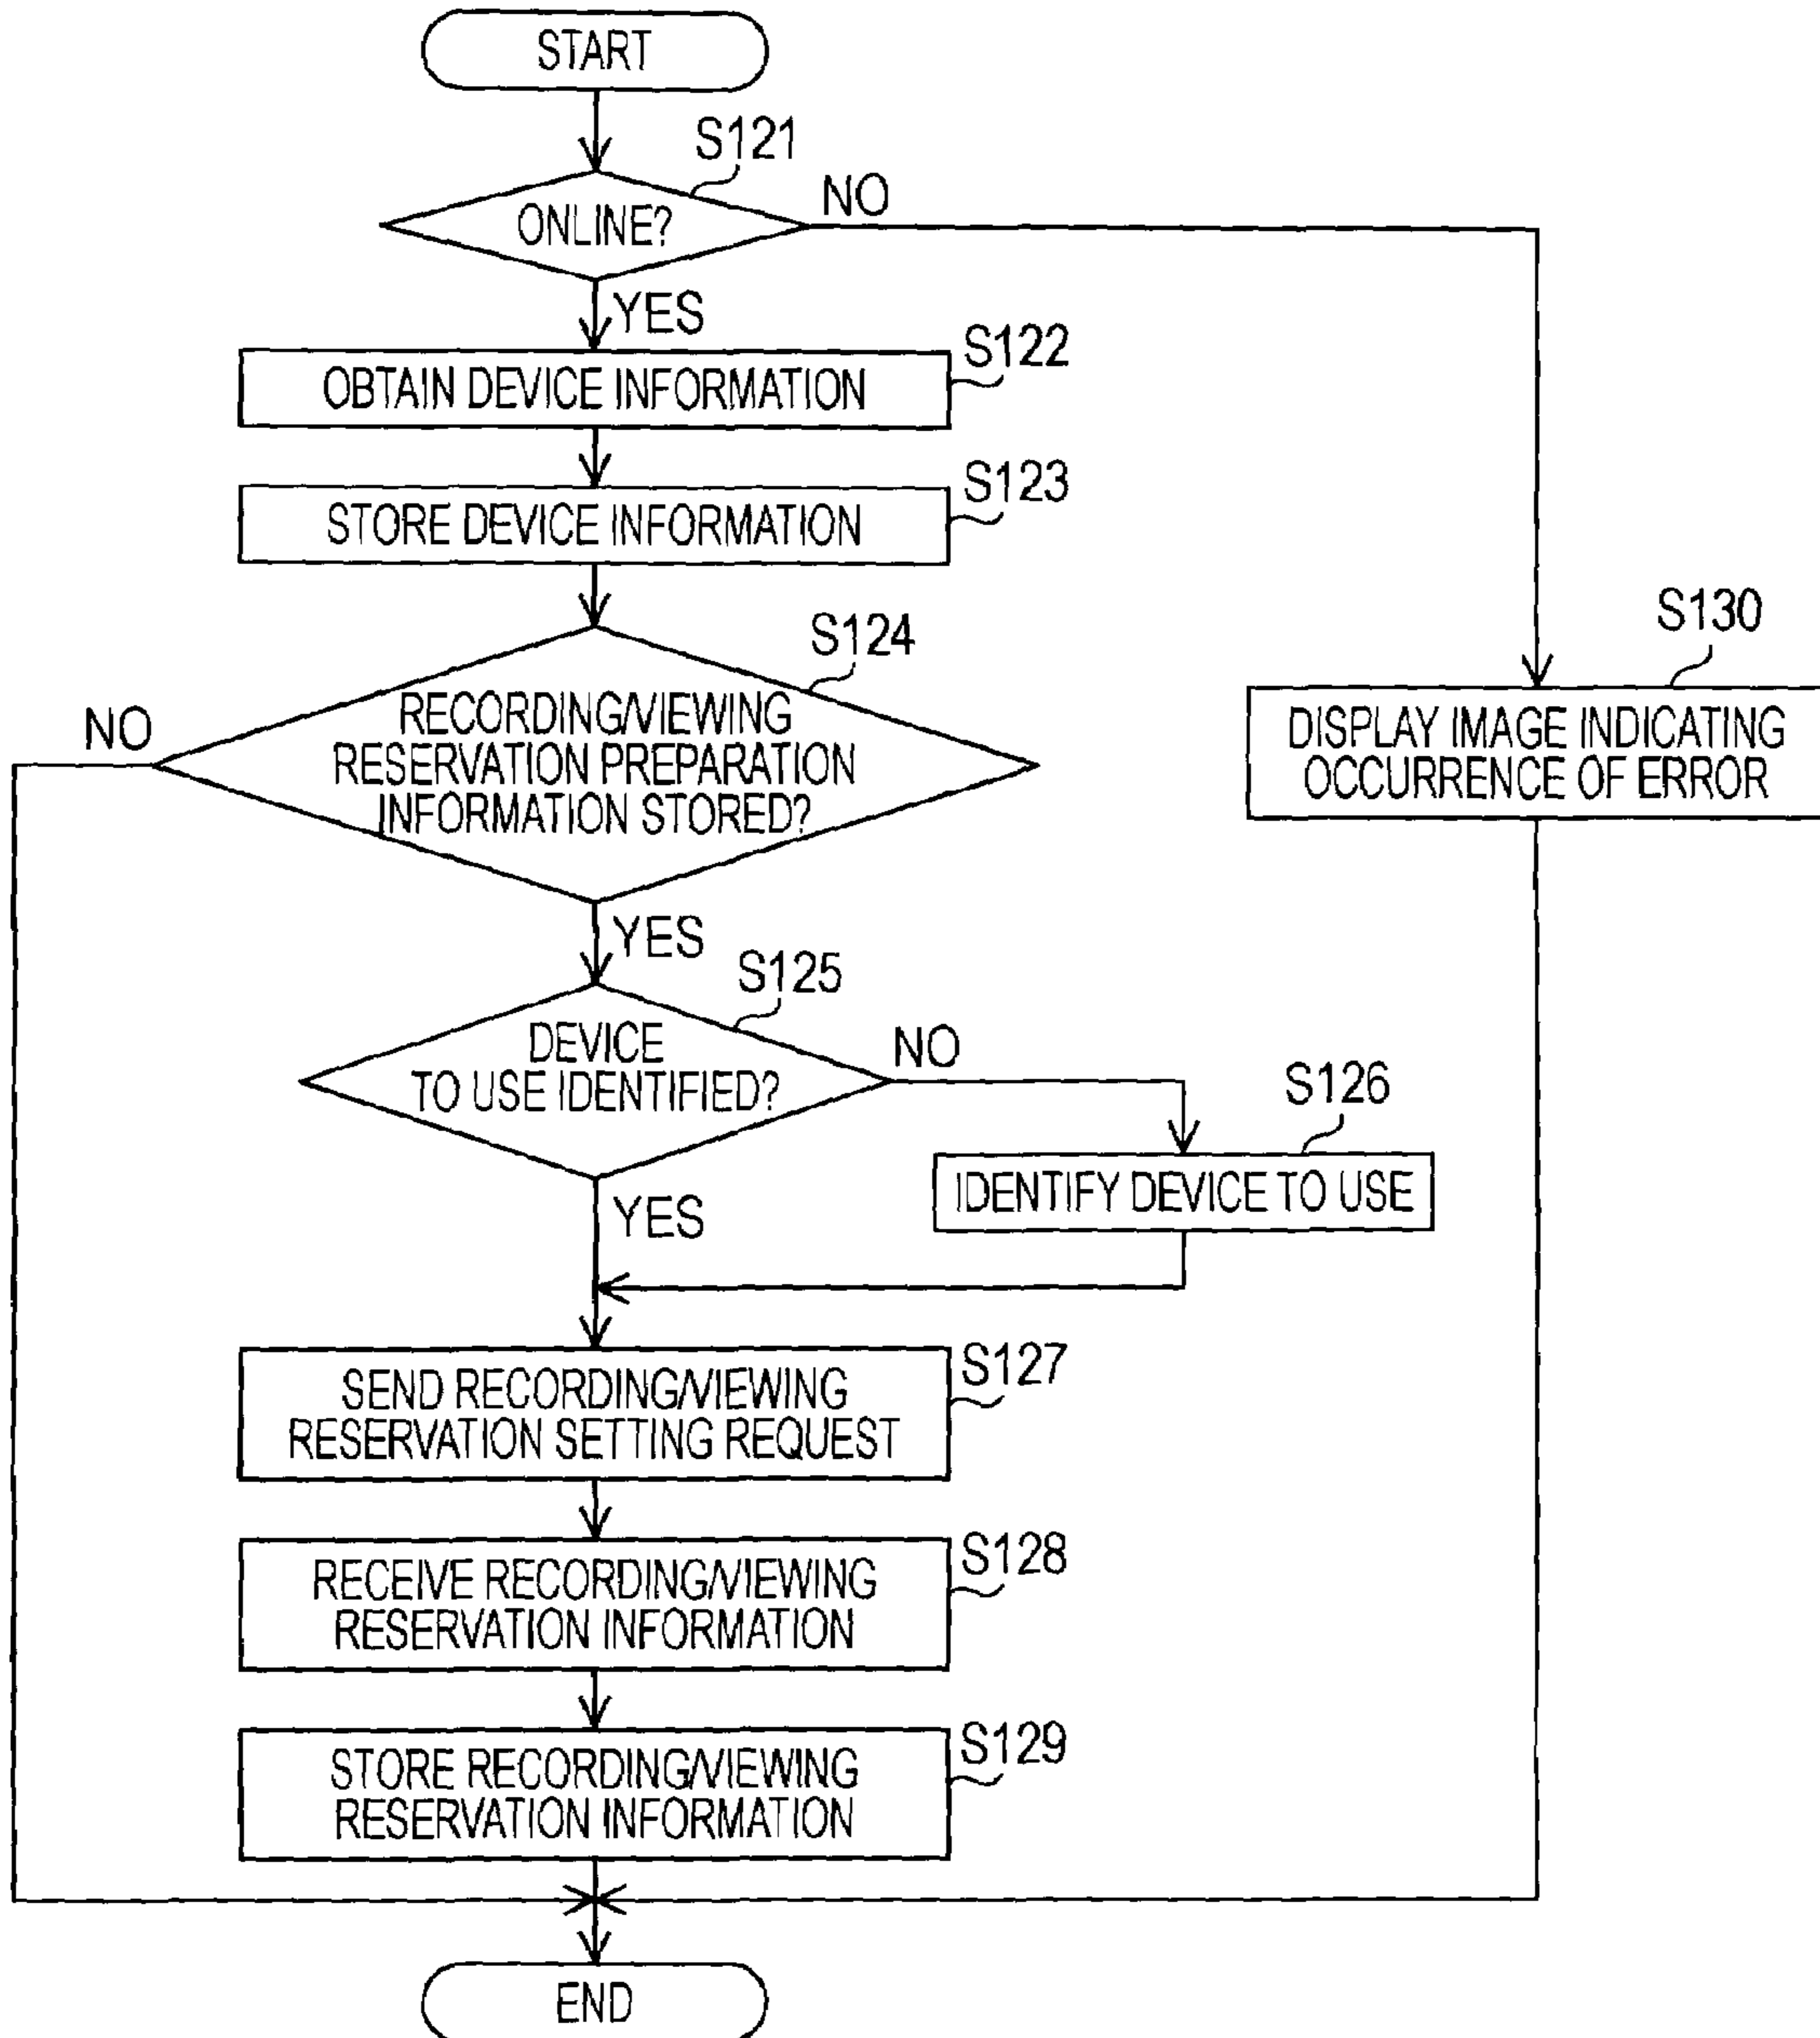 START
S121
ONLINE?
NO
YES
S122
OBTAIN DEVICE INFORMATION
S123
STORE DEVICE INFORMATION
S124
RECORDING/VIEWING
RESERVATION PREPARATION
INFORMATION STORED?
NO
YES
S130
DISPLAY IMAGE INDICATING
OCCURRENCE OF ERROR
S125
DEVICE
TO USE IDENTIFIED?
NO
YES
S126
IDENTIFY DEVICE TO USE
S127
SEND RECORDING/VIEWING
RESERVATION SETTING REQUEST
S128
RECEIVE RECORDING/VIEWING
RESERVATION INFORMATION
S129
STORE RECORDING/VIEWING
RESERVATION INFORMATION
END